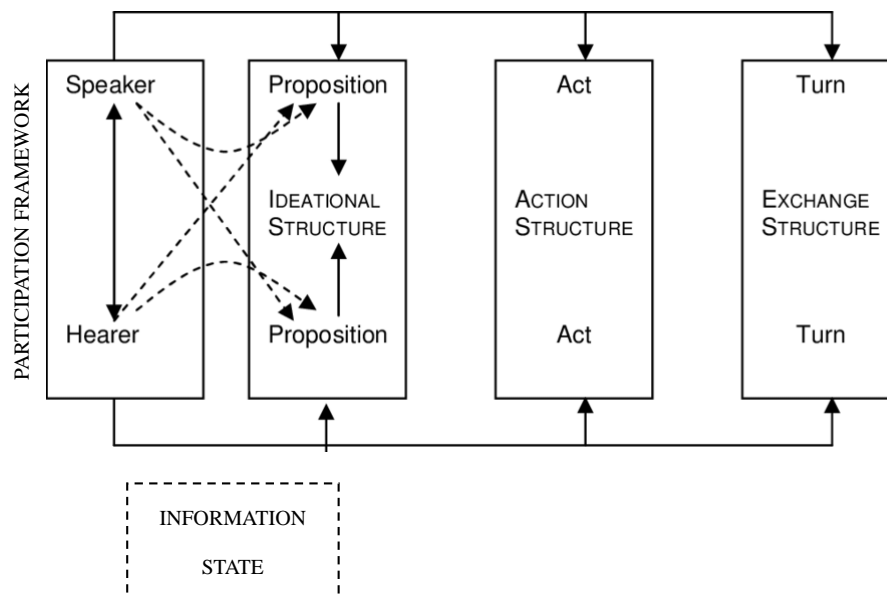 PARTICIPATION FRAMEWORK
Speaker
Proposition
Act
Turn
IDEATIONAL
STRUCTURE
ACTION
STRUCTURE
EXCHANGE
STRUCTURE
Hearer
Proposition
Act
Turn
INFORMATION
STATE